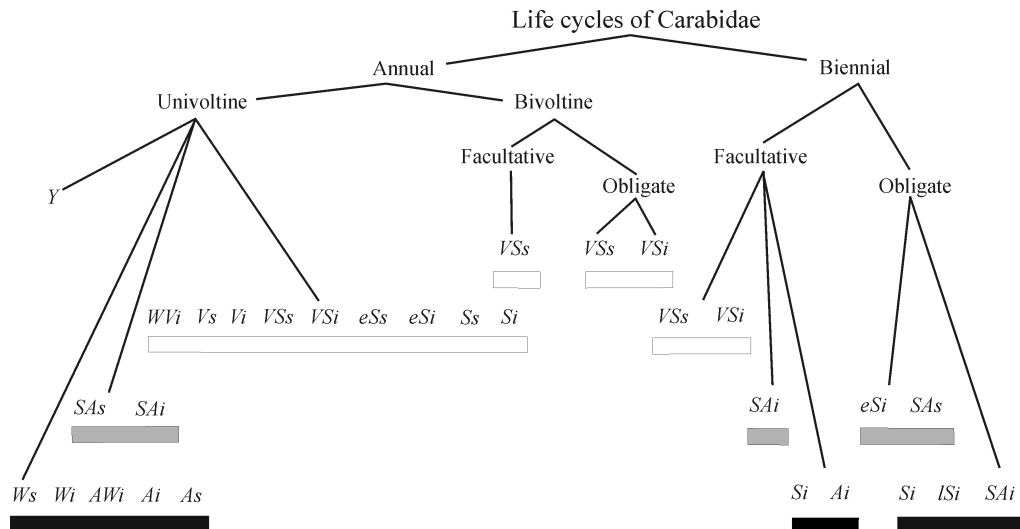 Life cycles of Carabidae
Annual
Biennial
Univoltine
Bivoltine
Facultative
Facultative
Obligate
Obligate
Y
VSs
VSs VSi
WVi Vs Vi VSs VSi eSs eSi Ss Si
VSs VSi
SAs SAi
SAi
eSi SAs
Ws Wi AWi Ai As
Si Ai
Si lSi SAi